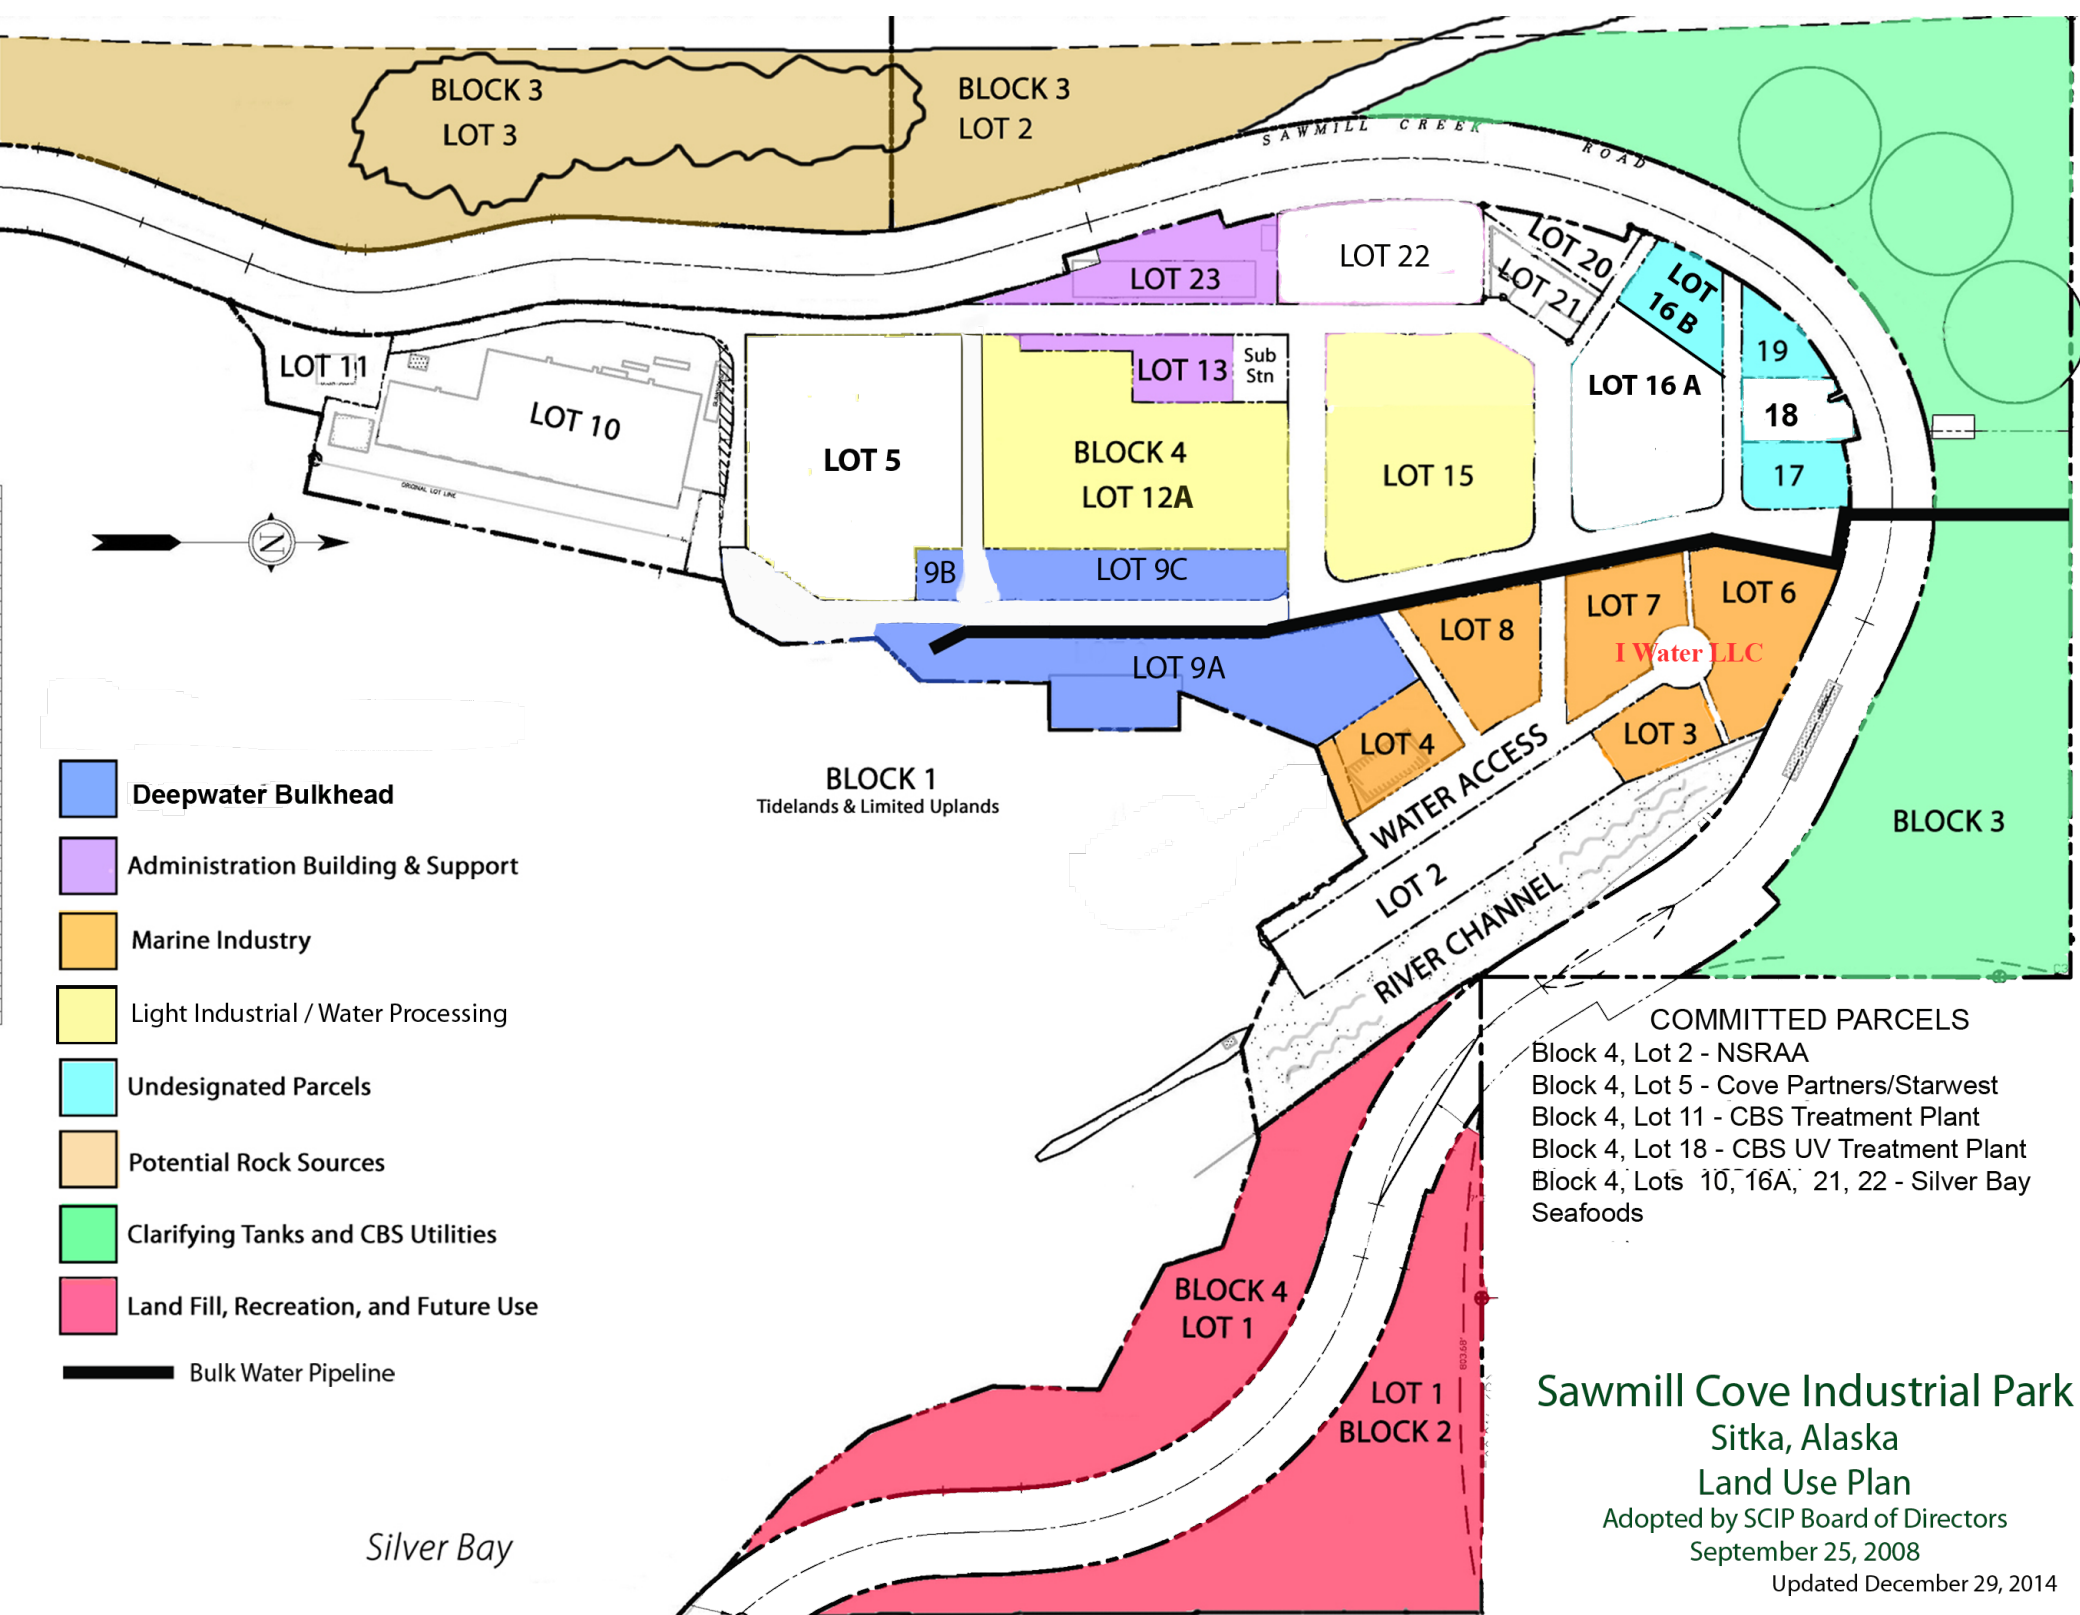 BLOCK 3
LOT 3
BLOCK 3
LOT 2
SAWMILL CREEK ROAD
LOT 23
LOT 22
LOT 20
LOT 21
LOT 16 B
19
18
17
LOT 11
LOT 10
ORIGINAL LOT LINE
LOT 5
LOT 13
Sub
Stn
BLOCK 4
LOT 12A
LOT 15
LOT 16 A
N
9B
LOT 9C
LOT 9A
LOT 8
LOT 7
LOT 6
I Water LLC
LOT 4
LOT 3
WATER ACCESS
LOT 2
RIVER CHANNEL
BLOCK 3
BLOCK 1
Tidelands & Limited Uplands
Deepwater Bulkhead
Administration Building & Support
Marine Industry
Light Industrial / Water Processing
Undesignated Parcels
Potential Rock Sources
Clarifying Tanks and CBS Utilities
Land Fill, Recreation, and Future Use
Bulk Water Pipeline
COMMITTED PARCELS
Block 4, Lot 2 - NSRAA
Block 4, Lot 5 - Cove Partners/Starwest
Block 4, Lot 11 - CBS Treatment Plant
Block 4, Lot 18 - CBS UV Treatment Plant
Block 4, Lots 10, 16A, 21, 22 - Silver Bay
Seafoods
BLOCK 4
LOT 1
LOT 1
BLOCK 2
803.68'
Silver Bay
Sawmill Cove Industrial Park
Sitka, Alaska
Land Use Plan
Adopted by SCIP Board of Directors
September 25, 2008
Updated December 29, 2014